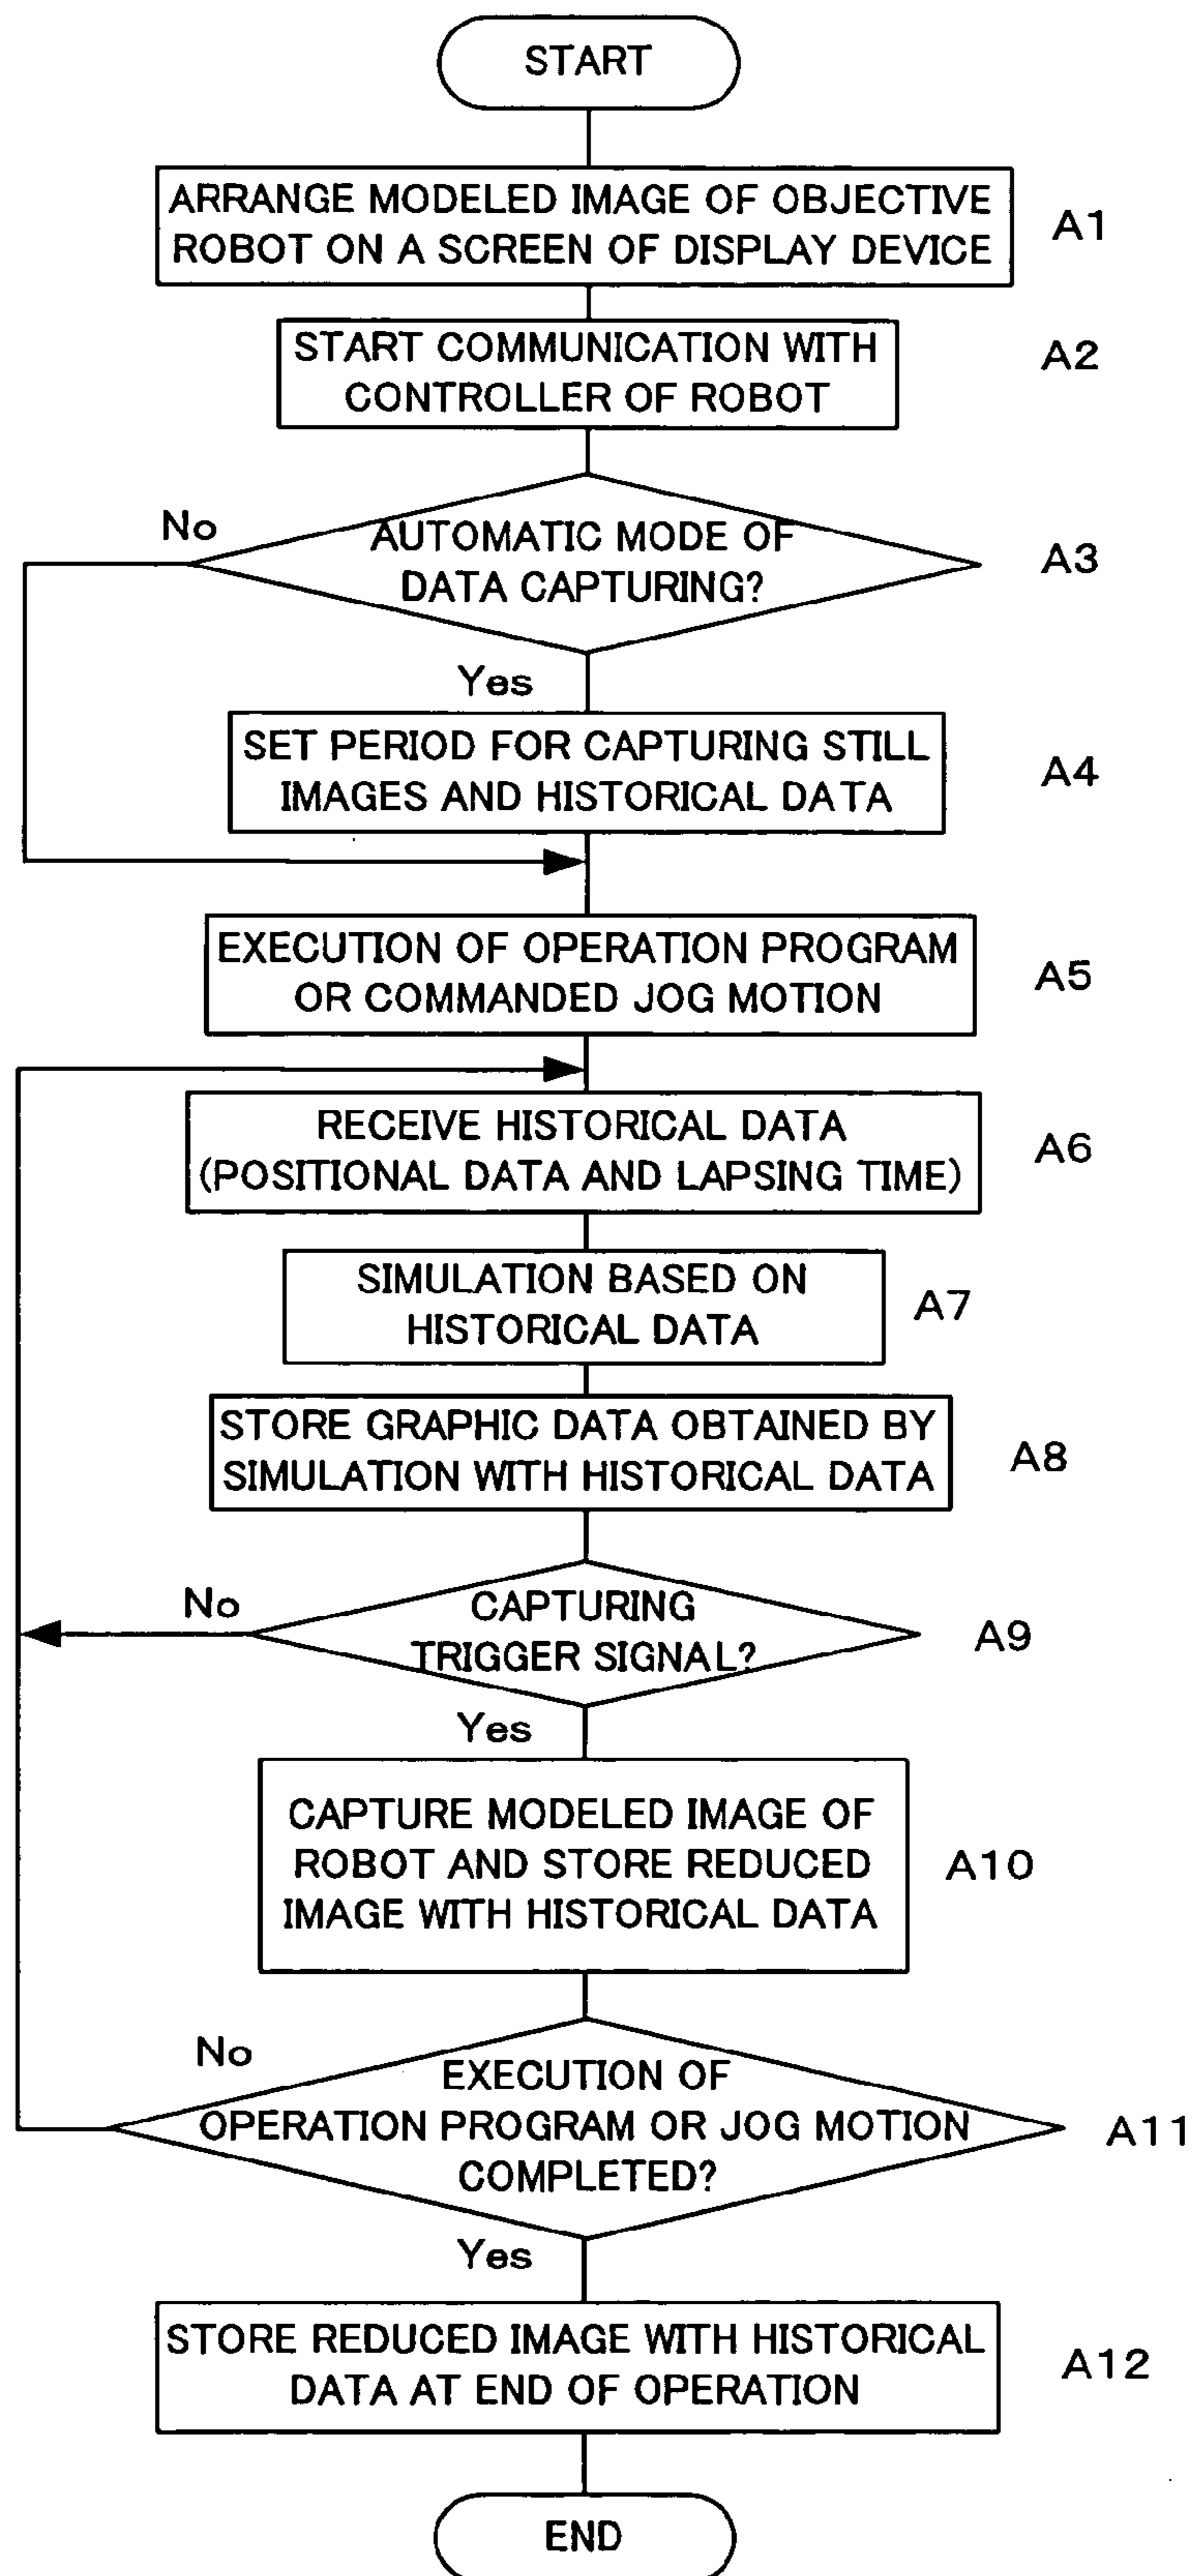 START
ARRANGE MODELED IMAGE OF OBJECTIVE
ROBOT ON A SCREEN OF DISPLAY DEVICE
A1
START COMMUNICATION WITH
CONTROLLER OF ROBOT
A2
No
AUTOMATIC MODE OF
DATA CAPTURING?
A3
Yes
SET PERIOD FOR CAPTURING STILL
IMAGES AND HISTORICAL DATA
A4
EXECUTION OF OPERATION PROGRAM
OR COMMANDED JOG MOTION
A5
RECEIVE HISTORICAL DATA
(POSITIONAL DATA AND LAPSING TIME)
A6
SIMULATION BASED ON
HISTORICAL DATA
A7
STORE GRAPHIC DATA OBTAINED BY
SIMULATION WITH HISTORICAL DATA
A8
No
CAPTURING
TRIGGER SIGNAL?
A9
Yes
CAPTURE MODELED IMAGE OF
ROBOT AND STORE REDUCED
IMAGE WITH HISTORICAL DATA
A10
No
EXECUTION OF
OPERATION PROGRAM OR JOG MOTION
COMPLETED?
A11
Yes
STORE REDUCED IMAGE WITH HISTORICAL
DATA AT END OF OPERATION
A12
END